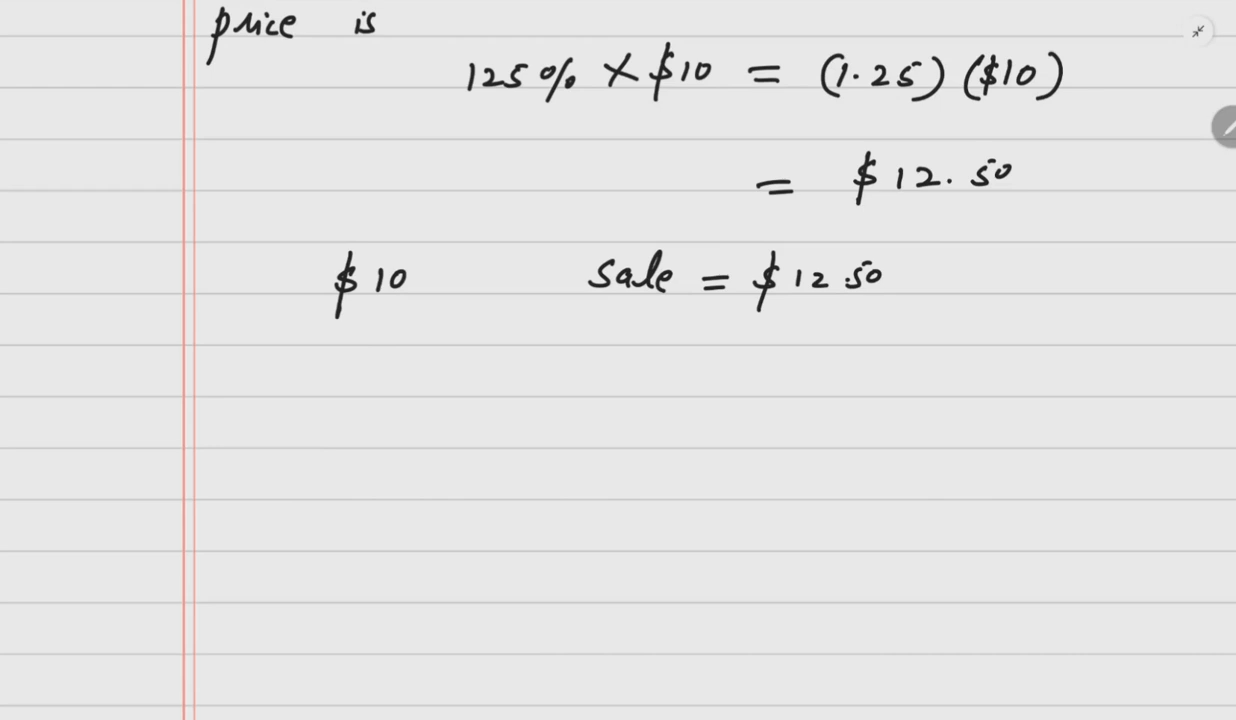 price is
125% × $10 = (1.25) ($10)
= $12.50
$10 Sale = $12.50